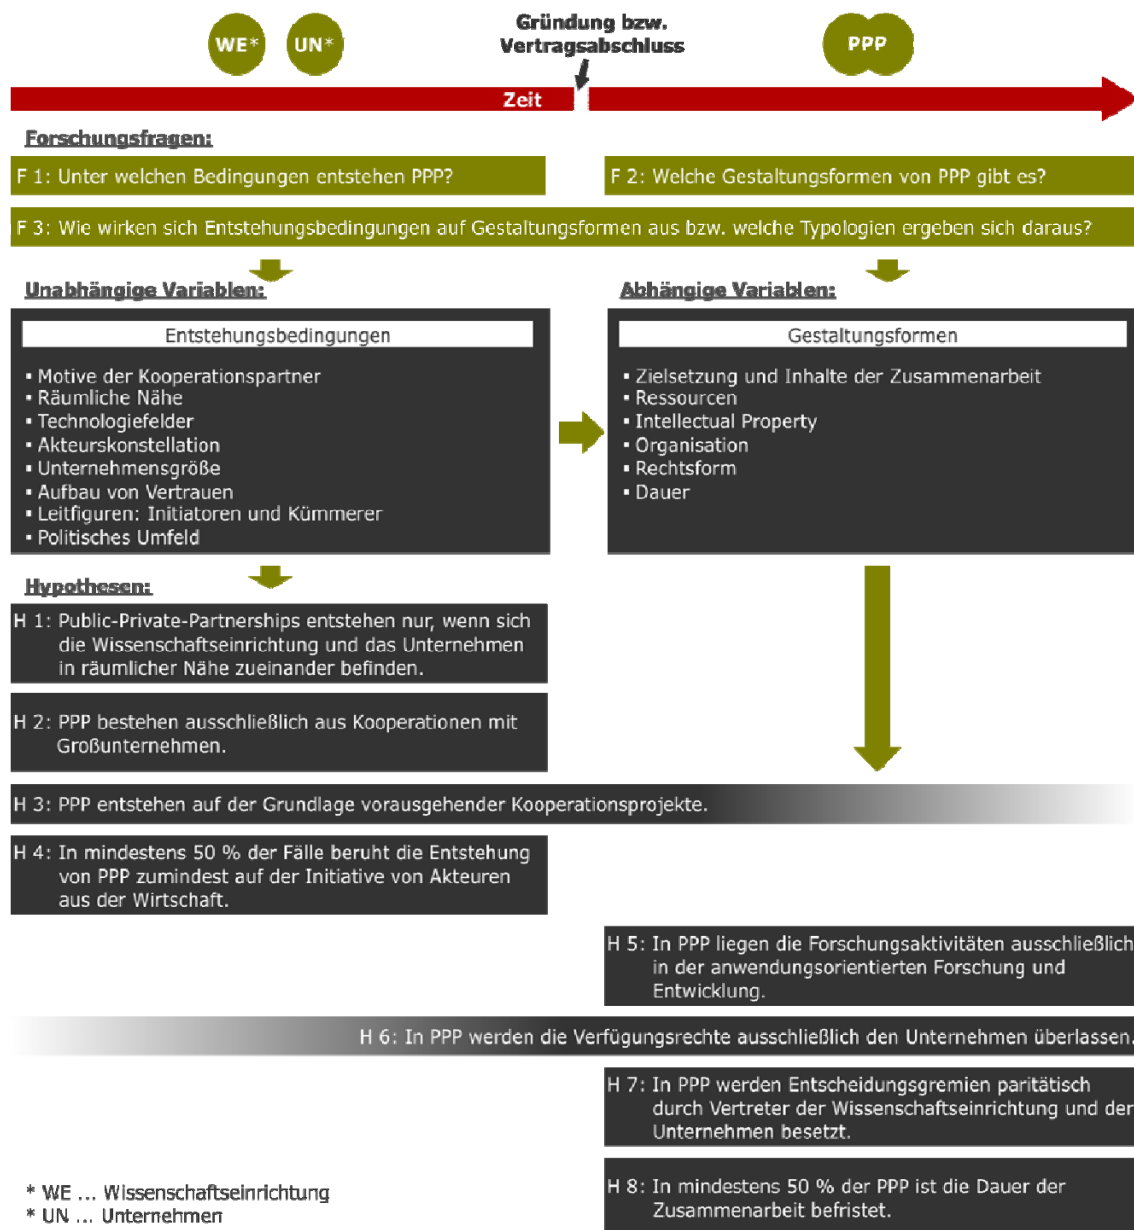 WE*
UN*
Gründung bzw.
Vertragsabschluss
PPP
Zeit
Forschungsfragen:
F 1: Unter welchen Bedingungen entstehen PPP?
F 2: Welche Gestaltungsformen von PPP gibt es?
F 3: Wie wirken sich Entstehungsbedingungen auf Gestaltungsformen aus bzw. welche Typologien ergeben sich daraus?
Unabhängige Variablen:
Entstehungsbedingungen
▪ Motive der Kooperationspartner
▪ Räumliche Nähe
▪ Technologiefelder
▪ Akteurskonstellation
▪ Unternehmensgröße
▪ Aufbau von Vertrauen
▪ Leitfiguren: Initiatoren und Kümmerer
▪ Politisches Umfeld
Abhängige Variablen:
Gestaltungsformen
▪ Zielsetzung und Inhalte der Zusammenarbeit
▪ Ressourcen
▪ Intellectual Property
▪ Organisation
▪ Rechtsform
▪ Dauer
Hypothesen:
H 1: Public-Private-Partnerships entstehen nur, wenn sich
die Wissenschaftseinrichtung und das Unternehmen
in räumlicher Nähe zueinander befinden.
H 2: PPP bestehen ausschließlich aus Kooperationen mit
Großunternehmen.
H 3: PPP entstehen auf der Grundlage vorausgehender Kooperationsprojekte.
H 4: In mindestens 50 % der Fälle beruht die Entstehung
von PPP zumindest auf der Initiative von Akteuren
aus der Wirtschaft.
H 5: In PPP liegen die Forschungsaktivitäten ausschließlich
in der anwendungsorientierten Forschung und
Entwicklung.
H 6: In PPP werden die Verfügungsrechte ausschließlich den Unternehmen überlassen.
H 7: In PPP werden Entscheidungsgremien paritätisch
durch Vertreter der Wissenschaftseinrichtung und der
Unternehmen besetzt.
H 8: In mindestens 50 % der PPP ist die Dauer der
Zusammenarbeit befristet.
* WE ... Wissenschaftseinrichtung
* UN ... Unternehmen